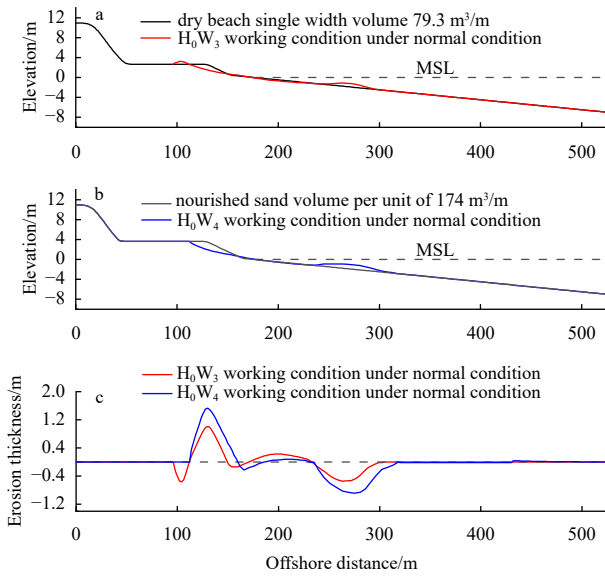 a
dry beach single width volume 79.3 m³/m
H₀W₃ working condition under normal condition
MSL
Elevation/m
12
8
4
0
−4
−8
0 100 200 300 400 500
b
nourished sand volume per unit of 174 m³/m
H₀W₄ working condition under normal condition
MSL
Elevation/m
12
8
4
0
−4
−8
0 100 200 300 400 500
H₀W₃ working condition under normal condition
H₀W₄ working condition under normal condition
c
Erosion thickness/m
2.0
1.2
0.4
−0.4
−1.2
0 100 200 300 400 500
Offshore distance/m